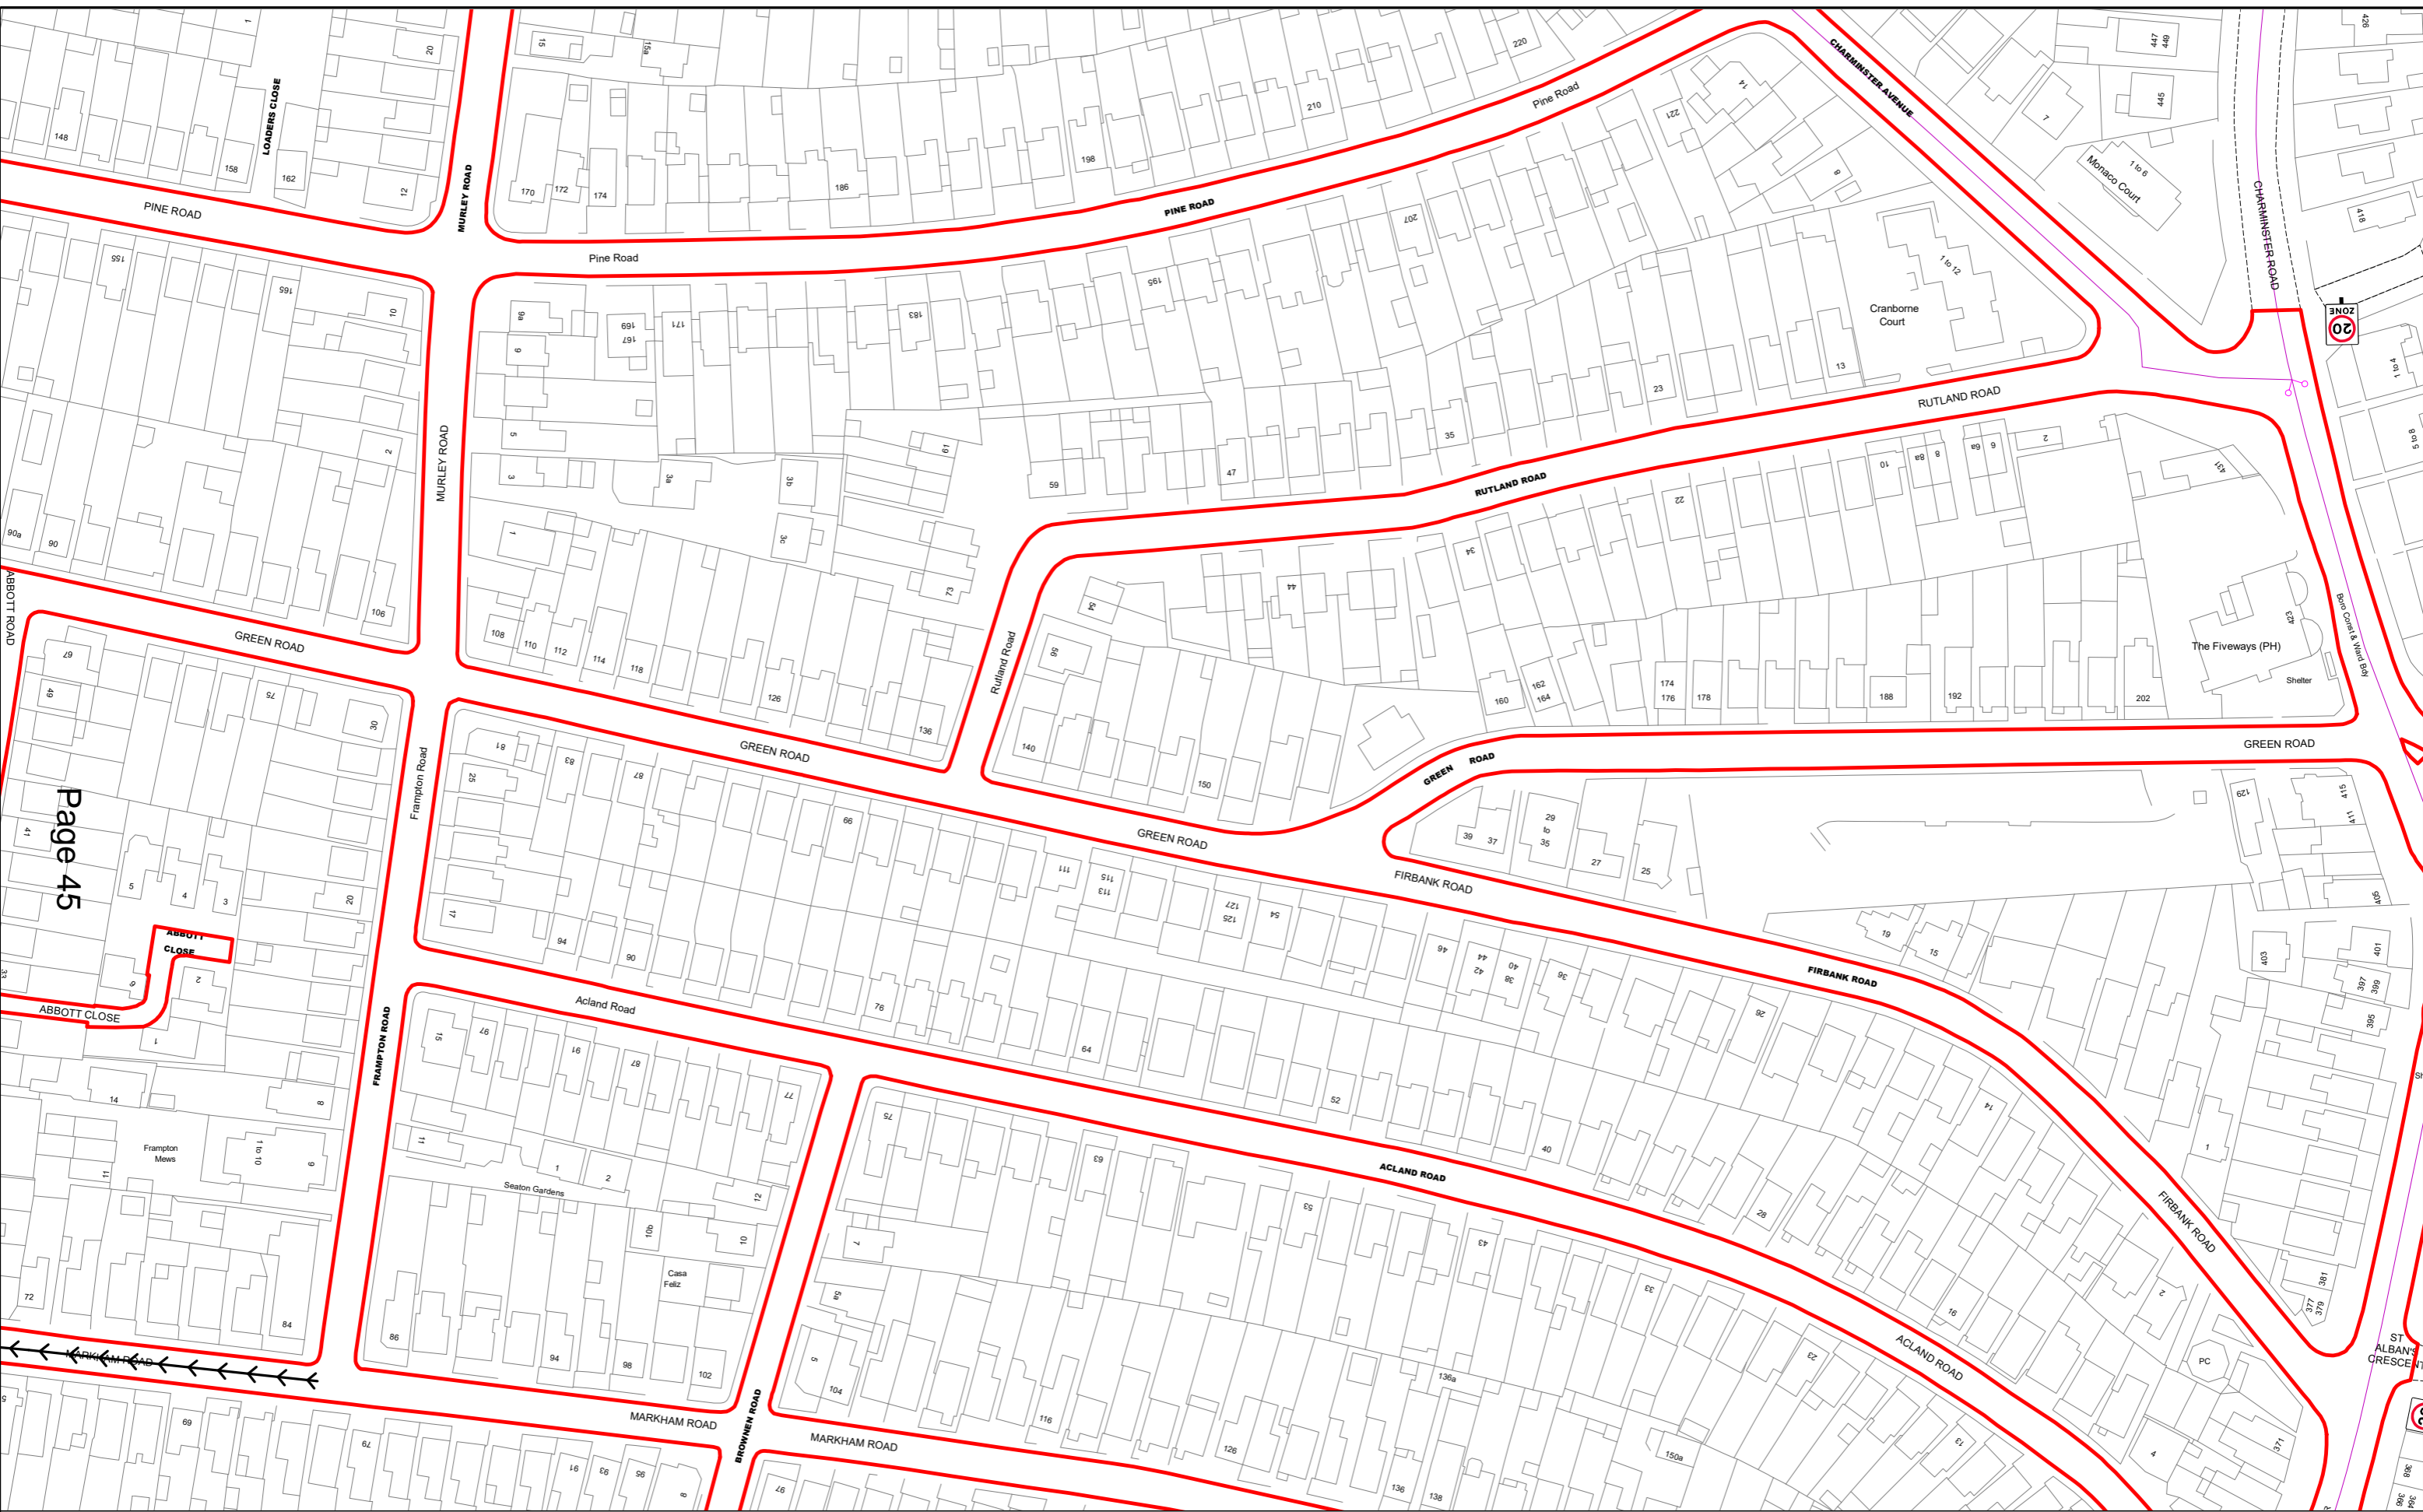 1
20
15
15a
220
447
449
426
CHARMINSTER AVENUE
LOADERS CLOSE
148
158
162
12
MURLEY ROAD
170
172
174
186
198
210
Pine Road
221
14
8
7
445
1 to 6
Monaco Court
CHARMINSTER ROAD
418
PINE ROAD
PINE ROAD
Pine Road
207
195
155
165
10
9a
9
169
167
171
183
1 to 12
Cranborne
Court
13
23
20
ZONE
1 to 4
5 to 8
RUTLAND ROAD
2
MURLEY ROAD
5
3
3a
3b
3c
61
59
47
35
RUTLAND ROAD
22
10
8a
8
6a
6
2
431
90a
90
1
73
34
44
54
56
106
108
110
112
114
118
126
136
Rutland Road
140
150
160
162
164
174
176
178
188
192
202
423
The Fiveways (PH)
Shelter
Boro Const & Ward Bdy
ABBOTT ROAD
GREEN ROAD
67
49
75
30
Frampton Road
81
25
83
87
GREEN ROAD
99
GREEN ROAD
GREEN ROAD
GREEN ROAD
39
37
29
to
35
27
25
129
415
411
405
Page 45
41
5
4
3
20
17
94
90
76
64
111
115
113
127
125
54
46
44
42
40
38
36
FIRBANK ROAD
FIRBANK ROAD
19
15
403
401
397
399
395
ABBOTT
CLOSE
33
6
2
1
ABBOTT CLOSE
FRAMPTON ROAD
Acland Road
15
97
91
87
77
75
63
53
43
33
52
40
28
26
14
16
2
1
FIRBANK ROAD
381
377
379
14
8
Frampton
Mews
11
1 to 10
9
11
1
2
Seaton Gardens
12
10b
10
Casa
Feliz
7
5a
5
ACLAND ROAD
ACLAND ROAD
72
84
86
94
98
102
104
116
126
136
136a
138
150a
23
13
4
PC
371
ST
ALBAN'S
CRESCENT
MARKHAM ROAD
MARKHAM ROAD
BROWNEN ROAD
MARKHAM ROAD
69
79
91
93
95
8
97
368
366